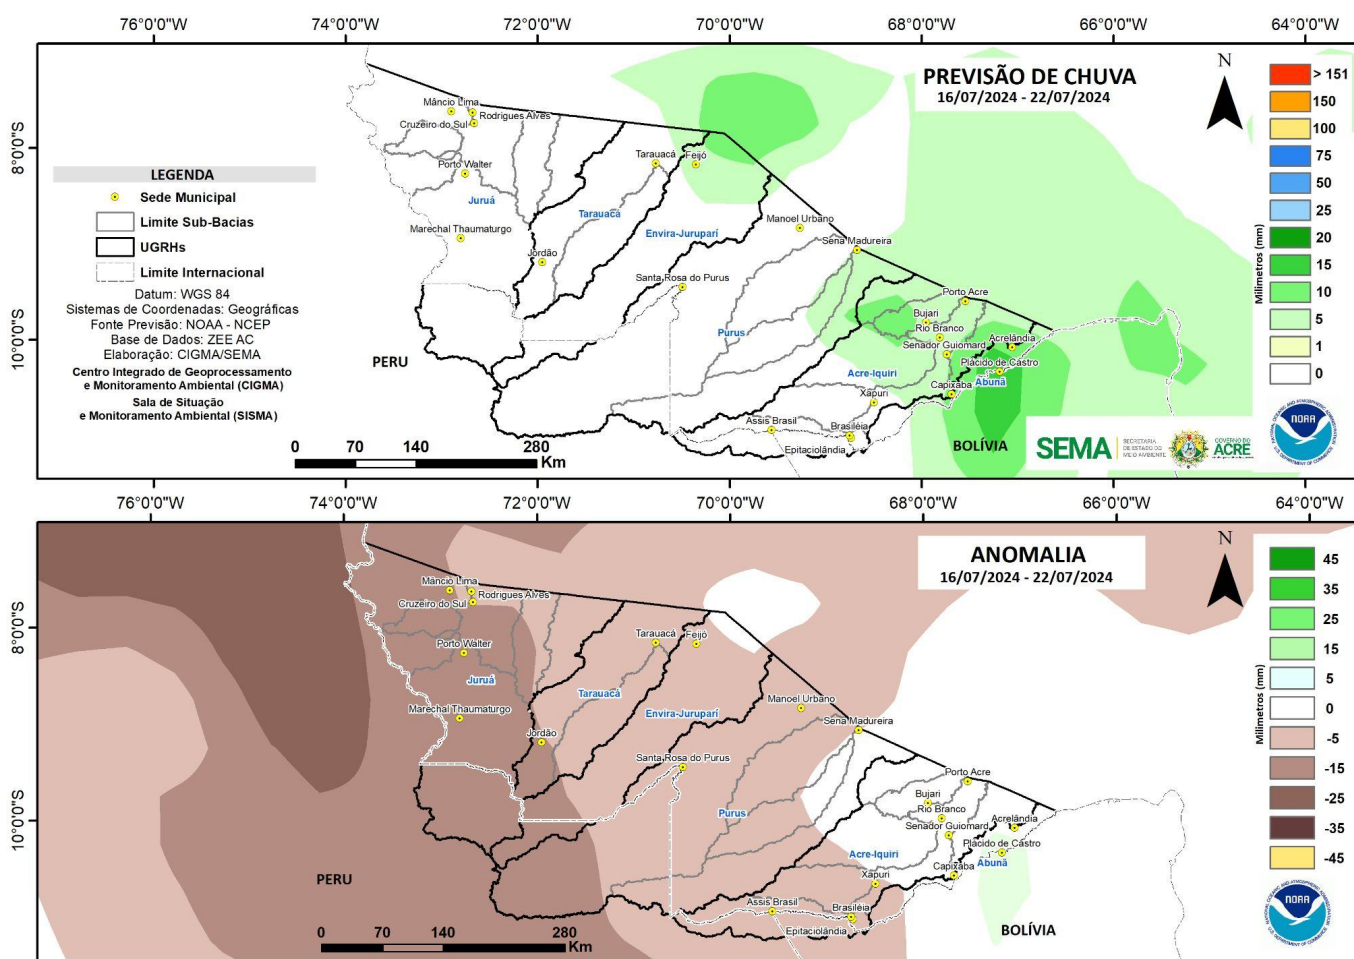 76°0'0"W 74°0'0"W 72°0'0"W 70°0'0"W 68°0'0"W 66°0'0"W 64°0'0"W
8°0'0"S
10°0'0"S
PREVISÃO DE CHUVA
16/07/2024 - 22/07/2024
N
LEGENDA
Sede Municipal
Limite Sub-Bacias
UGRHs
Limite Internacional
Datum: WGS 84
Sistemas de Coordenadas: Geográficas
Fonte Previsão: NOAA - NCEP
Base de Dados: ZEE AC
Elaboração: CIGMA/SEMA
Centro Integrado de Geoprocessamento
e Monitoramento Ambiental (CIGMA)
Sala de Situação
e Monitoramento Ambiental (SISMA)
Mâncio Lima
Rodrigues Alves
Cruzeiro do Sul
Porto Walter
Juruá
Marechal Thaumaturgo
Jordão
Tarauacá
Feijó
Tarauacá
Envira-Juruparí
Manoel Urbano
Sena Madureira
Santa Rosa do Purus
Purus
Porto Acre
Bujari
Rio Branco
Senador Guiomard
Acrelândia
Plácido de Castro
Acre-Iquiri
Abunã
Capixaba
Xapuri
Assis Brasil
Brasiléia
Epitaciolândia
PERU
BOLÍVIA
0 70 140 280
Km
Milímetros (mm)
> 151
150
100
75
50
25
20
15
10
5
1
0
SEMA
SECRETARIA
DE ESTADO DO
MEIO AMBIENTE
GOVERNO DO
ACRE
NOAA
76°0'0"W 74°0'0"W 72°0'0"W 70°0'0"W 68°0'0"W 66°0'0"W 64°0'0"W
8°0'0"S
10°0'0"S
ANOMALIA
16/07/2024 - 22/07/2024
N
Mâncio Lima
Rodrigues Alves
Cruzeiro do Sul
Porto Walter
Juruá
Marechal Thaumaturgo
Jordão
Tarauacá
Feijó
Tarauacá
Envira-Juruparí
Manoel Urbano
Sena Madureira
Santa Rosa do Purus
Purus
Porto Acre
Bujari
Rio Branco
Senador Guiomard
Acrelândia
Plácido de Castro
Acre-Iquiri
Abunã
Capixaba
Xapuri
Assis Brasil
Brasiléia
Epitaciolândia
PERU
BOLÍVIA
0 70 140 280
Km
Milímetros (mm)
45
35
25
15
5
0
-5
-15
-25
-35
-45
NOAA